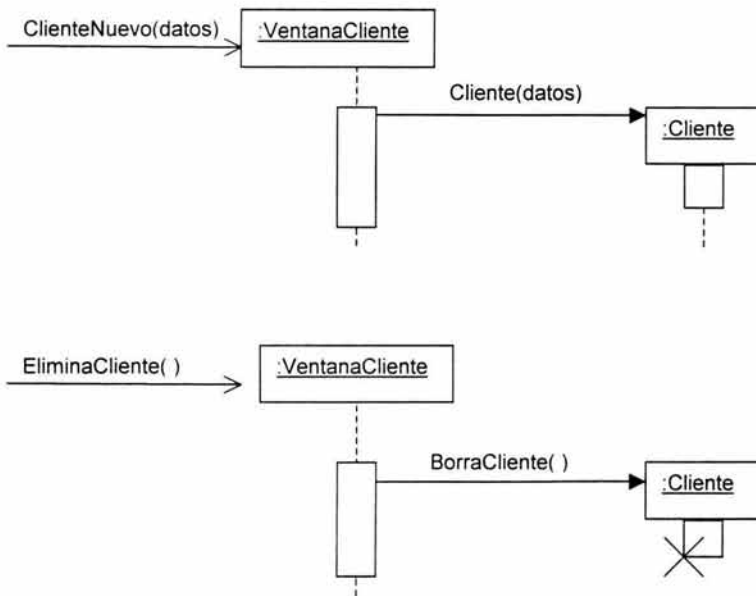 ClienteNuevo(datos)
:VentanaCliente
Cliente(datos)
:Cliente
EliminaCliente( )
:VentanaCliente
BorraCliente( )
:Cliente